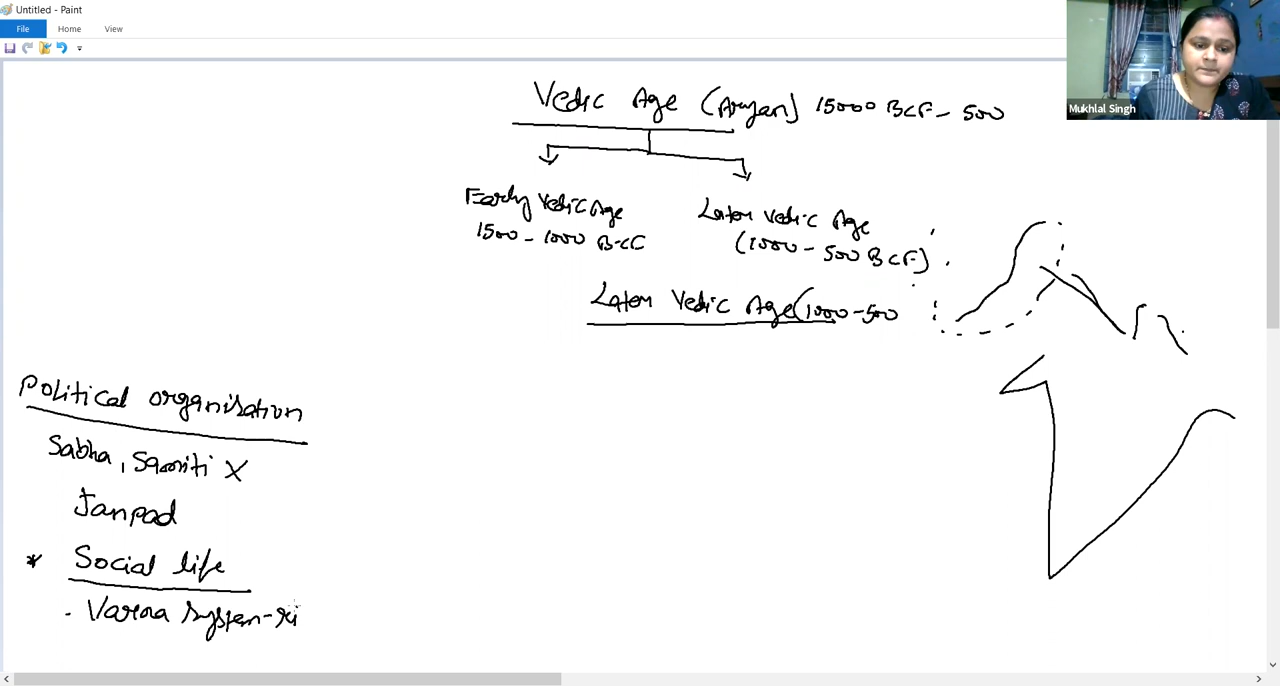 Untitled - Paint
File Home View
Mukhlal Singh
Vedic Age (Aryan) 15000 BCE - 500
Early Vedic Age
1500 - 1000 BCE
Later Vedic Age
(1000 - 500 BCE)
Later Vedic Age (1000 - 500
Political organisation
Sabha, Samiti X
Janpad
* Social life
- Varna System - ri